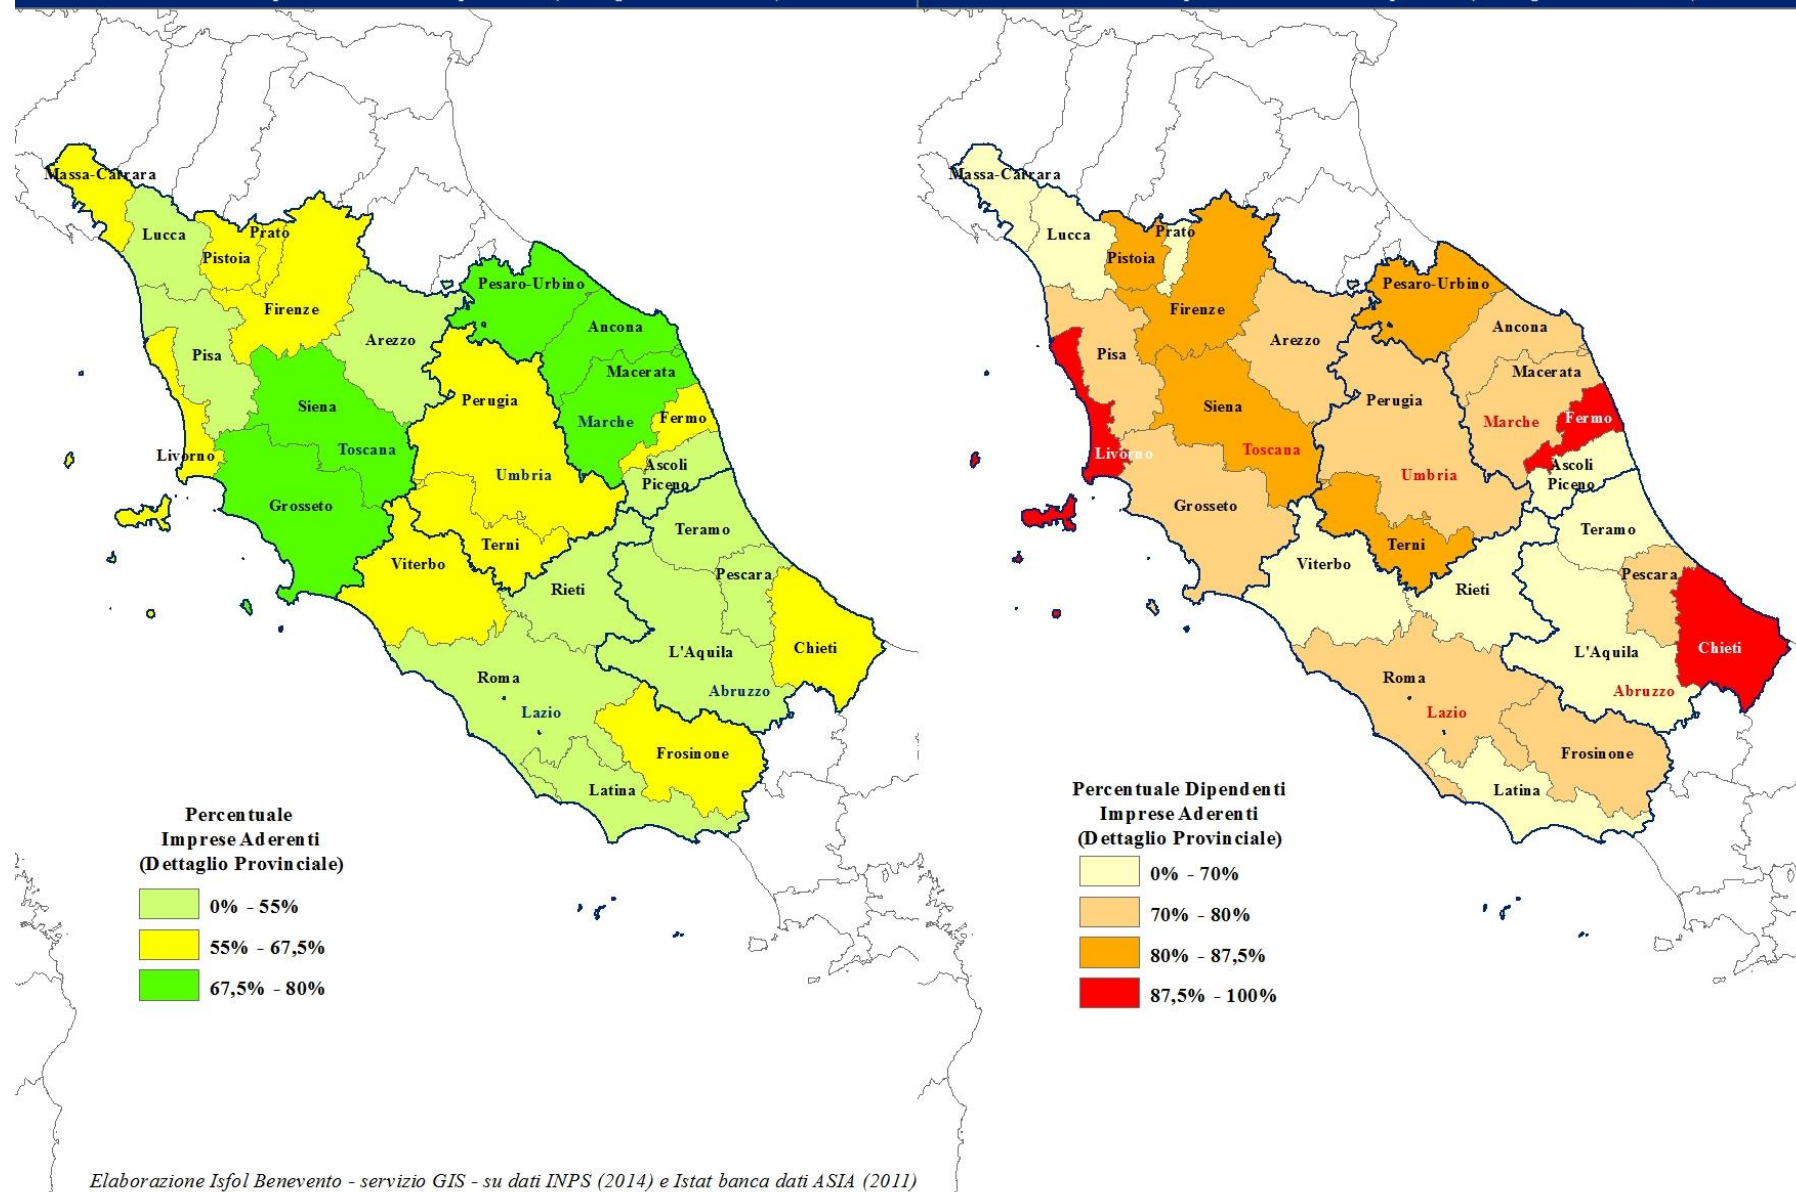 Massa-Carrara
Lucca
Prato
Pistoia
Firenze
Pesaro-Urbino
Ancona
Arezzo
Pisa
Macerata
Siena
Perugia
Marche
Fermo
Toscana
Livorno
Ascoli
Piceno
Umbria
Grosseto
Teramo
Terni
Viterbo
Pescara
Rieti
L'Aquila
Chieti
Roma
Abruzzo
Lazio
Frosinone
Latina
Percentuale
Imprese Aderenti
(Dettaglio Provinciale)
0% - 55%
55% - 67,5%
67,5% - 80%
Elaborazione Isfol Benevento - servizio GIS - su dati INPS (2014) e Istat banca dati ASIA (2011)
Massa-Carrara
Lucca
Prato
Pistoia
Firenze
Pesaro-Urbino
Ancona
Arezzo
Pisa
Macerata
Siena
Perugia
Marche
Fermo
Toscana
Livorno
Ascoli
Piceno
Umbria
Grosseto
Teramo
Terni
Viterbo
Pescara
Rieti
L'Aquila
Chieti
Roma
Abruzzo
Lazio
Frosinone
Latina
Percentuale Dipendenti
Imprese Aderenti
(Dettaglio Provinciale)
0% - 70%
70% - 80%
80% - 87,5%
87,5% - 100%